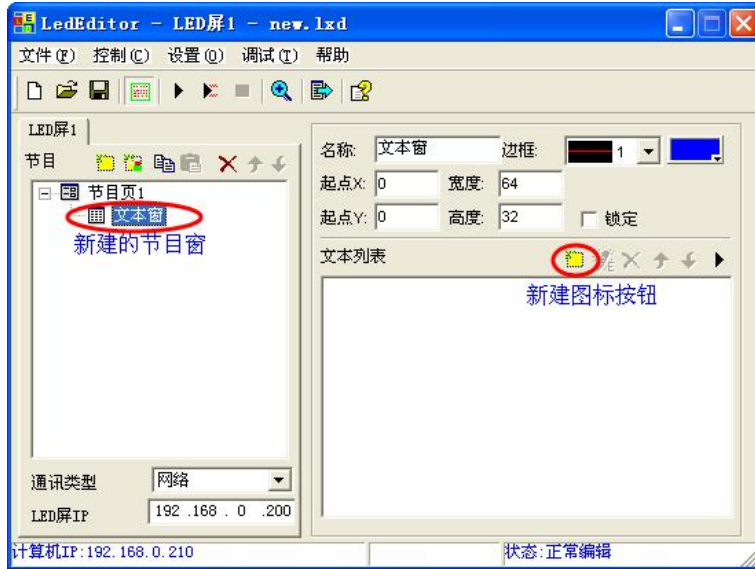 LedEditor - LED屏1 - new.lxd
文件(F) 控制(C) 设置(O) 调试(T) 帮助
LED屏1
节目
节目页1
文本窗
新建的节目窗
通讯类型 网络
LED屏IP 192 .168 . 0 .200
名称: 文本窗 边框: 1
起点X: 0 宽度: 64
起点Y: 0 高度: 32 锁定
文本列表
新建图标按钮
计算机IP:192.168.0.210 状态:正常编辑